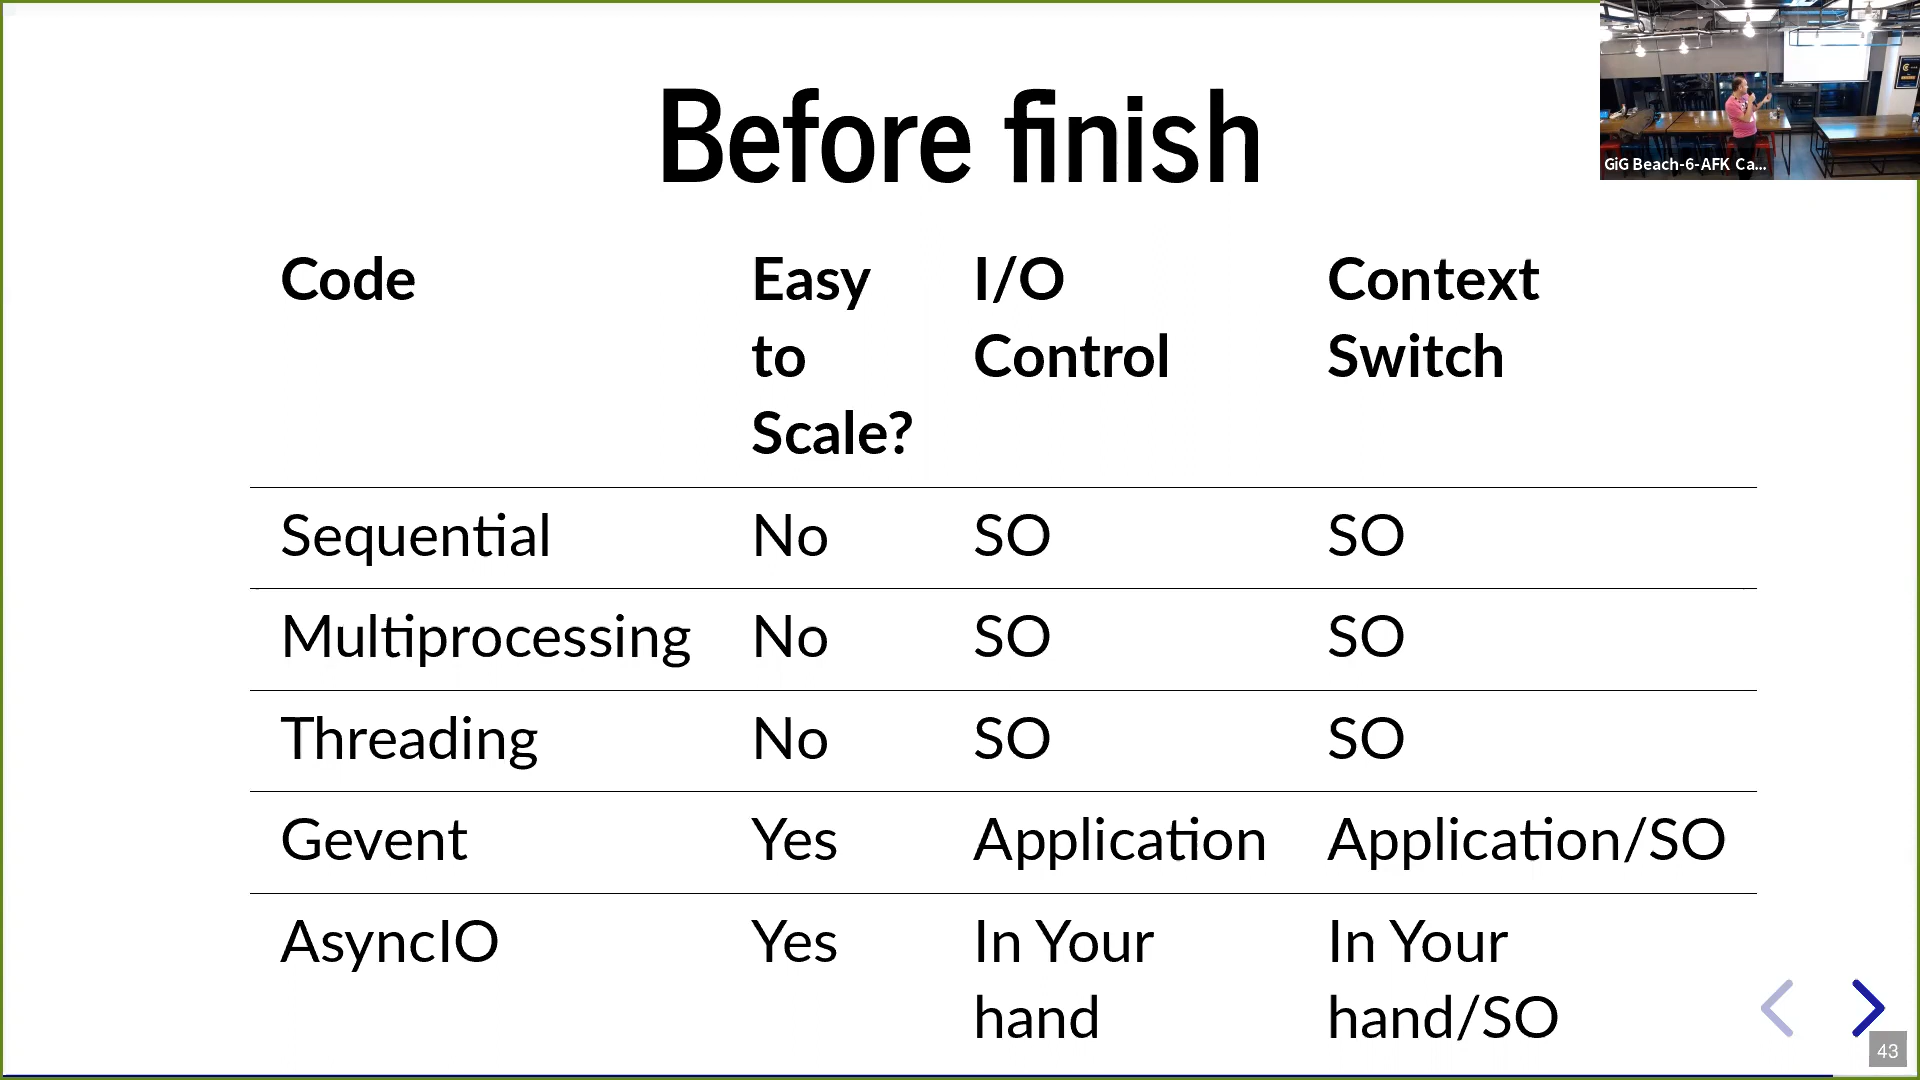 Before finish
GiG Beach-6-AFK Ca...
Code Easy to Scale? I/O Control Context Switch
Sequential No SO SO
Multiprocessing No SO SO
Threading No SO SO
Gevent Yes Application Application/SO
AsyncIO Yes In Your hand In Your hand/SO
43